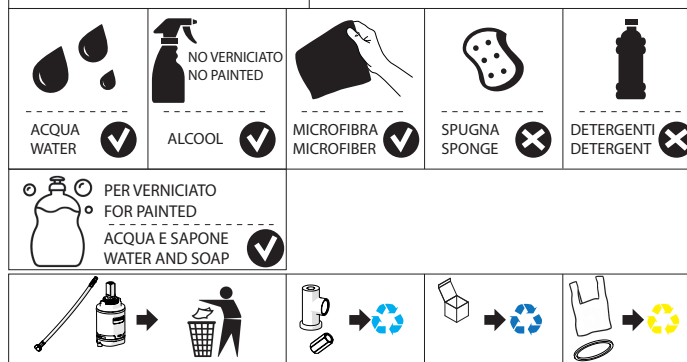 NO VERNICIATO
NO PAINTED
ACQUA
WATER
ALCOOL
MICROFIBRA
MICROFIBER
SPUGNA
SPONGE
DETERGENTI
DETERGENT
PER VERNICIATO
FOR PAINTED
ACQUA E SAPONE
WATER AND SOAP